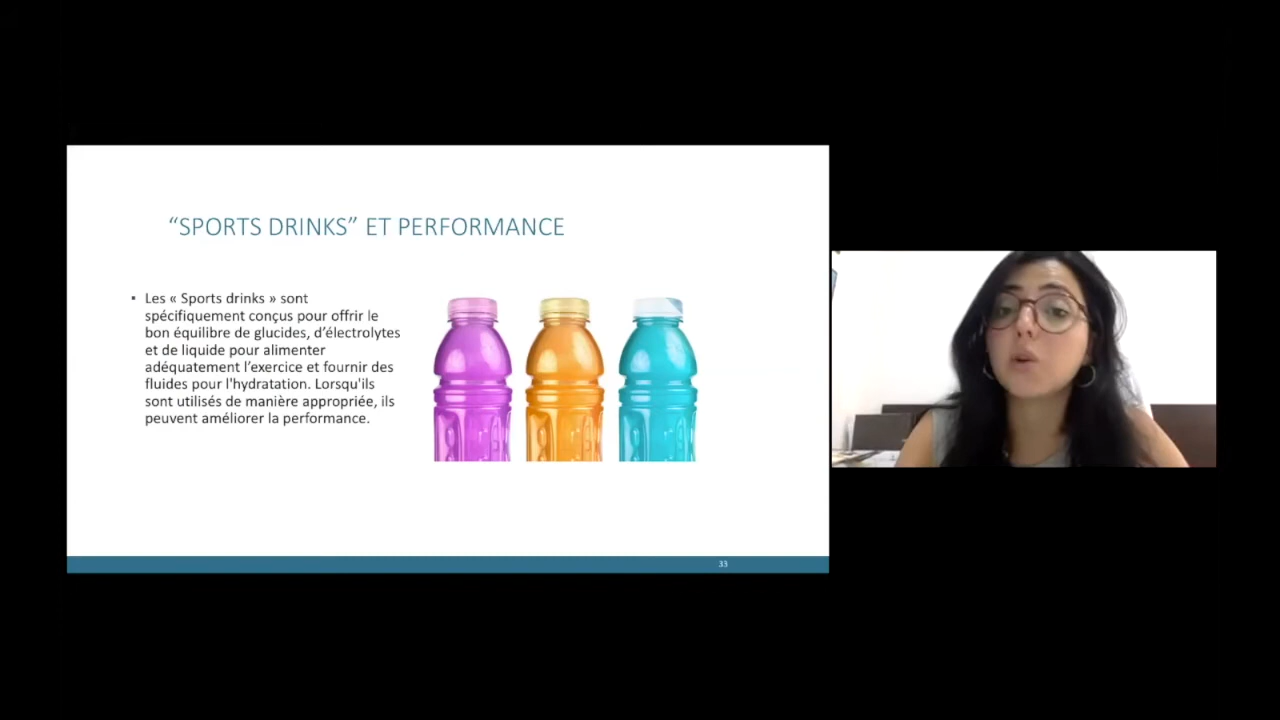 “SPORTS DRINKS” ET PERFORMANCE
▪ Les « Sports drinks » sont
spécifiquement conçus pour offrir le
bon équilibre de glucides, d’électrolytes
et de liquide pour alimenter
adéquatement l’exercice et fournir des
fluides pour l'hydratation. Lorsqu'ils
sont utilisés de manière appropriée, ils
peuvent améliorer la performance.
33